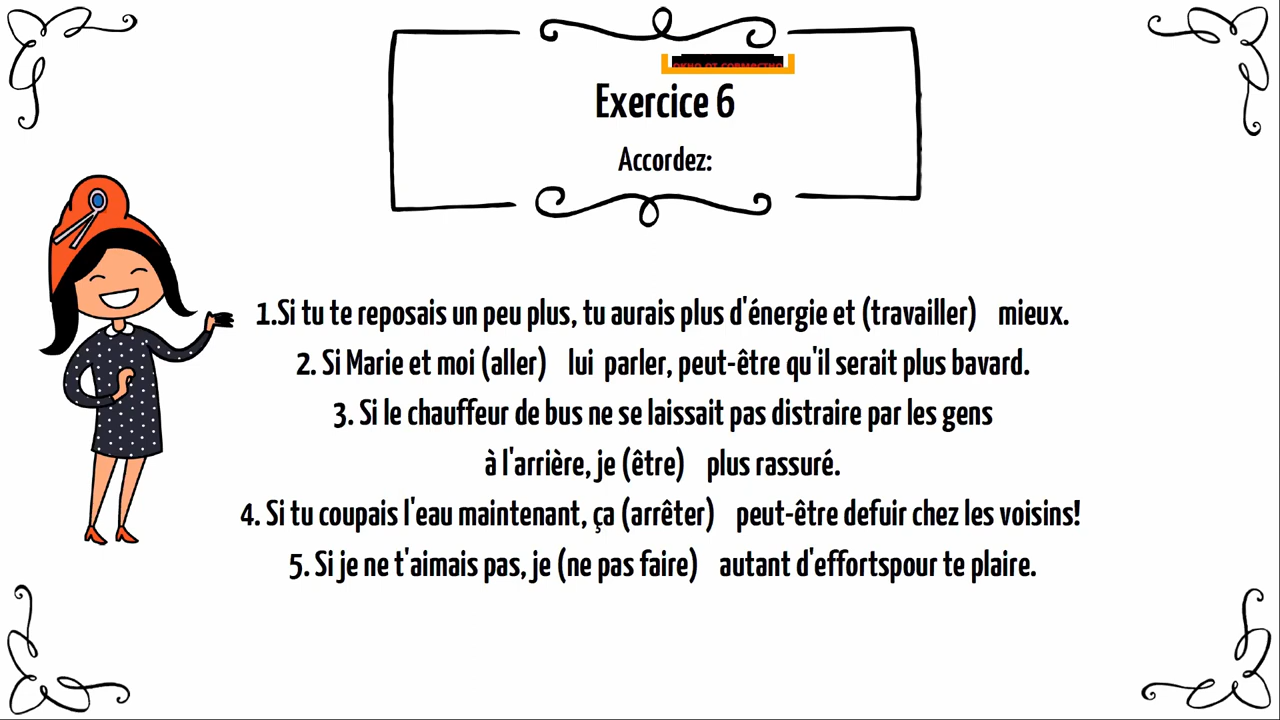 Exercice 6
Accordez:
1.Si tu te reposais un peu plus, tu aurais plus d'énergie et (travailler) mieux.
2. Si Marie et moi (aller) lui parler, peut-être qu'il serait plus bavard.
3. Si le chauffeur de bus ne se laissait pas distraire par les gens
à l'arrière, je (être) plus rassuré.
4. Si tu coupais l'eau maintenant, ça (arrêter) peut-être defuir chez les voisins!
5. Si je ne t'aimais pas, je (ne pas faire) autant d'effortspour te plaire.